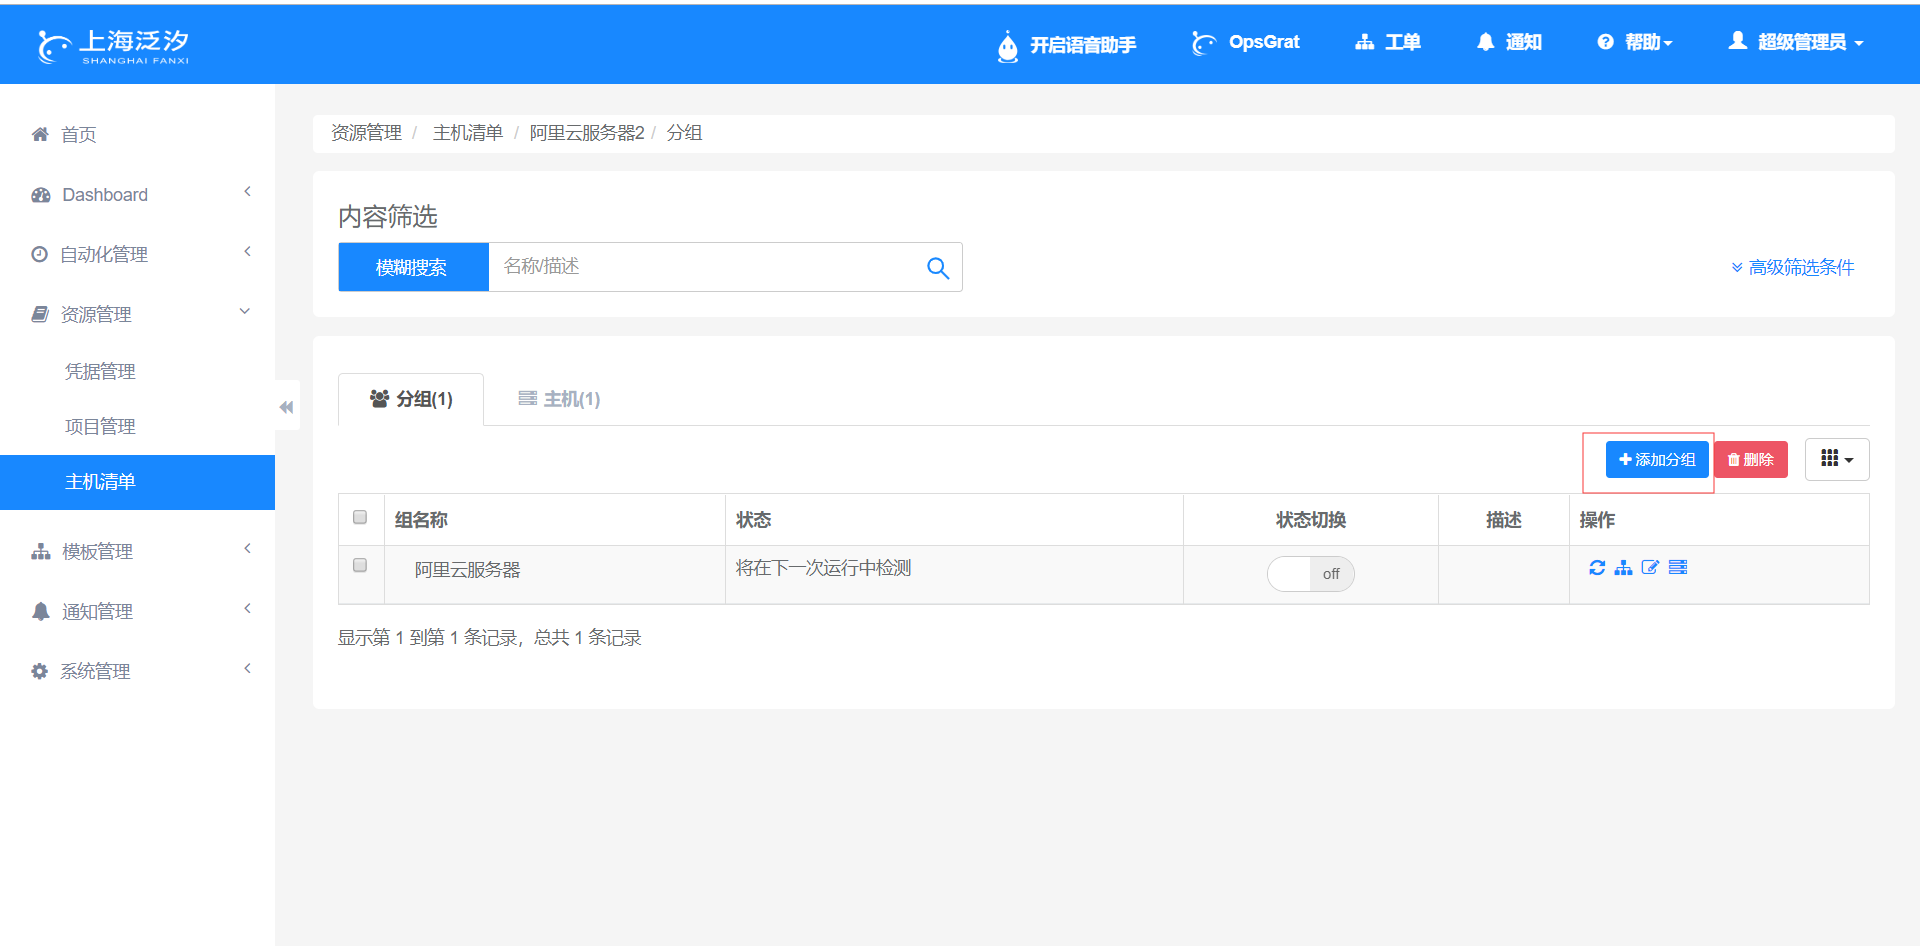 上海泛汐
SHANGHAI FANXI
开启语音助手
OpsGrat
工单
通知
帮助
超级管理员
首页
Dashboard
自动化管理
资源管理
凭据管理
项目管理
主机清单
模板管理
通知管理
系统管理
资源管理 / 主机清单 / 阿里云服务器2 / 分组
内容筛选
模糊搜索 名称/描述
高级筛选条件
分组(1) 主机(1)
添加分组 删除
组名称 状态 状态切换 描述 操作
阿里云服务器 将在下一次运行中检测 off
显示第 1 到第 1 条记录，总共 1 条记录